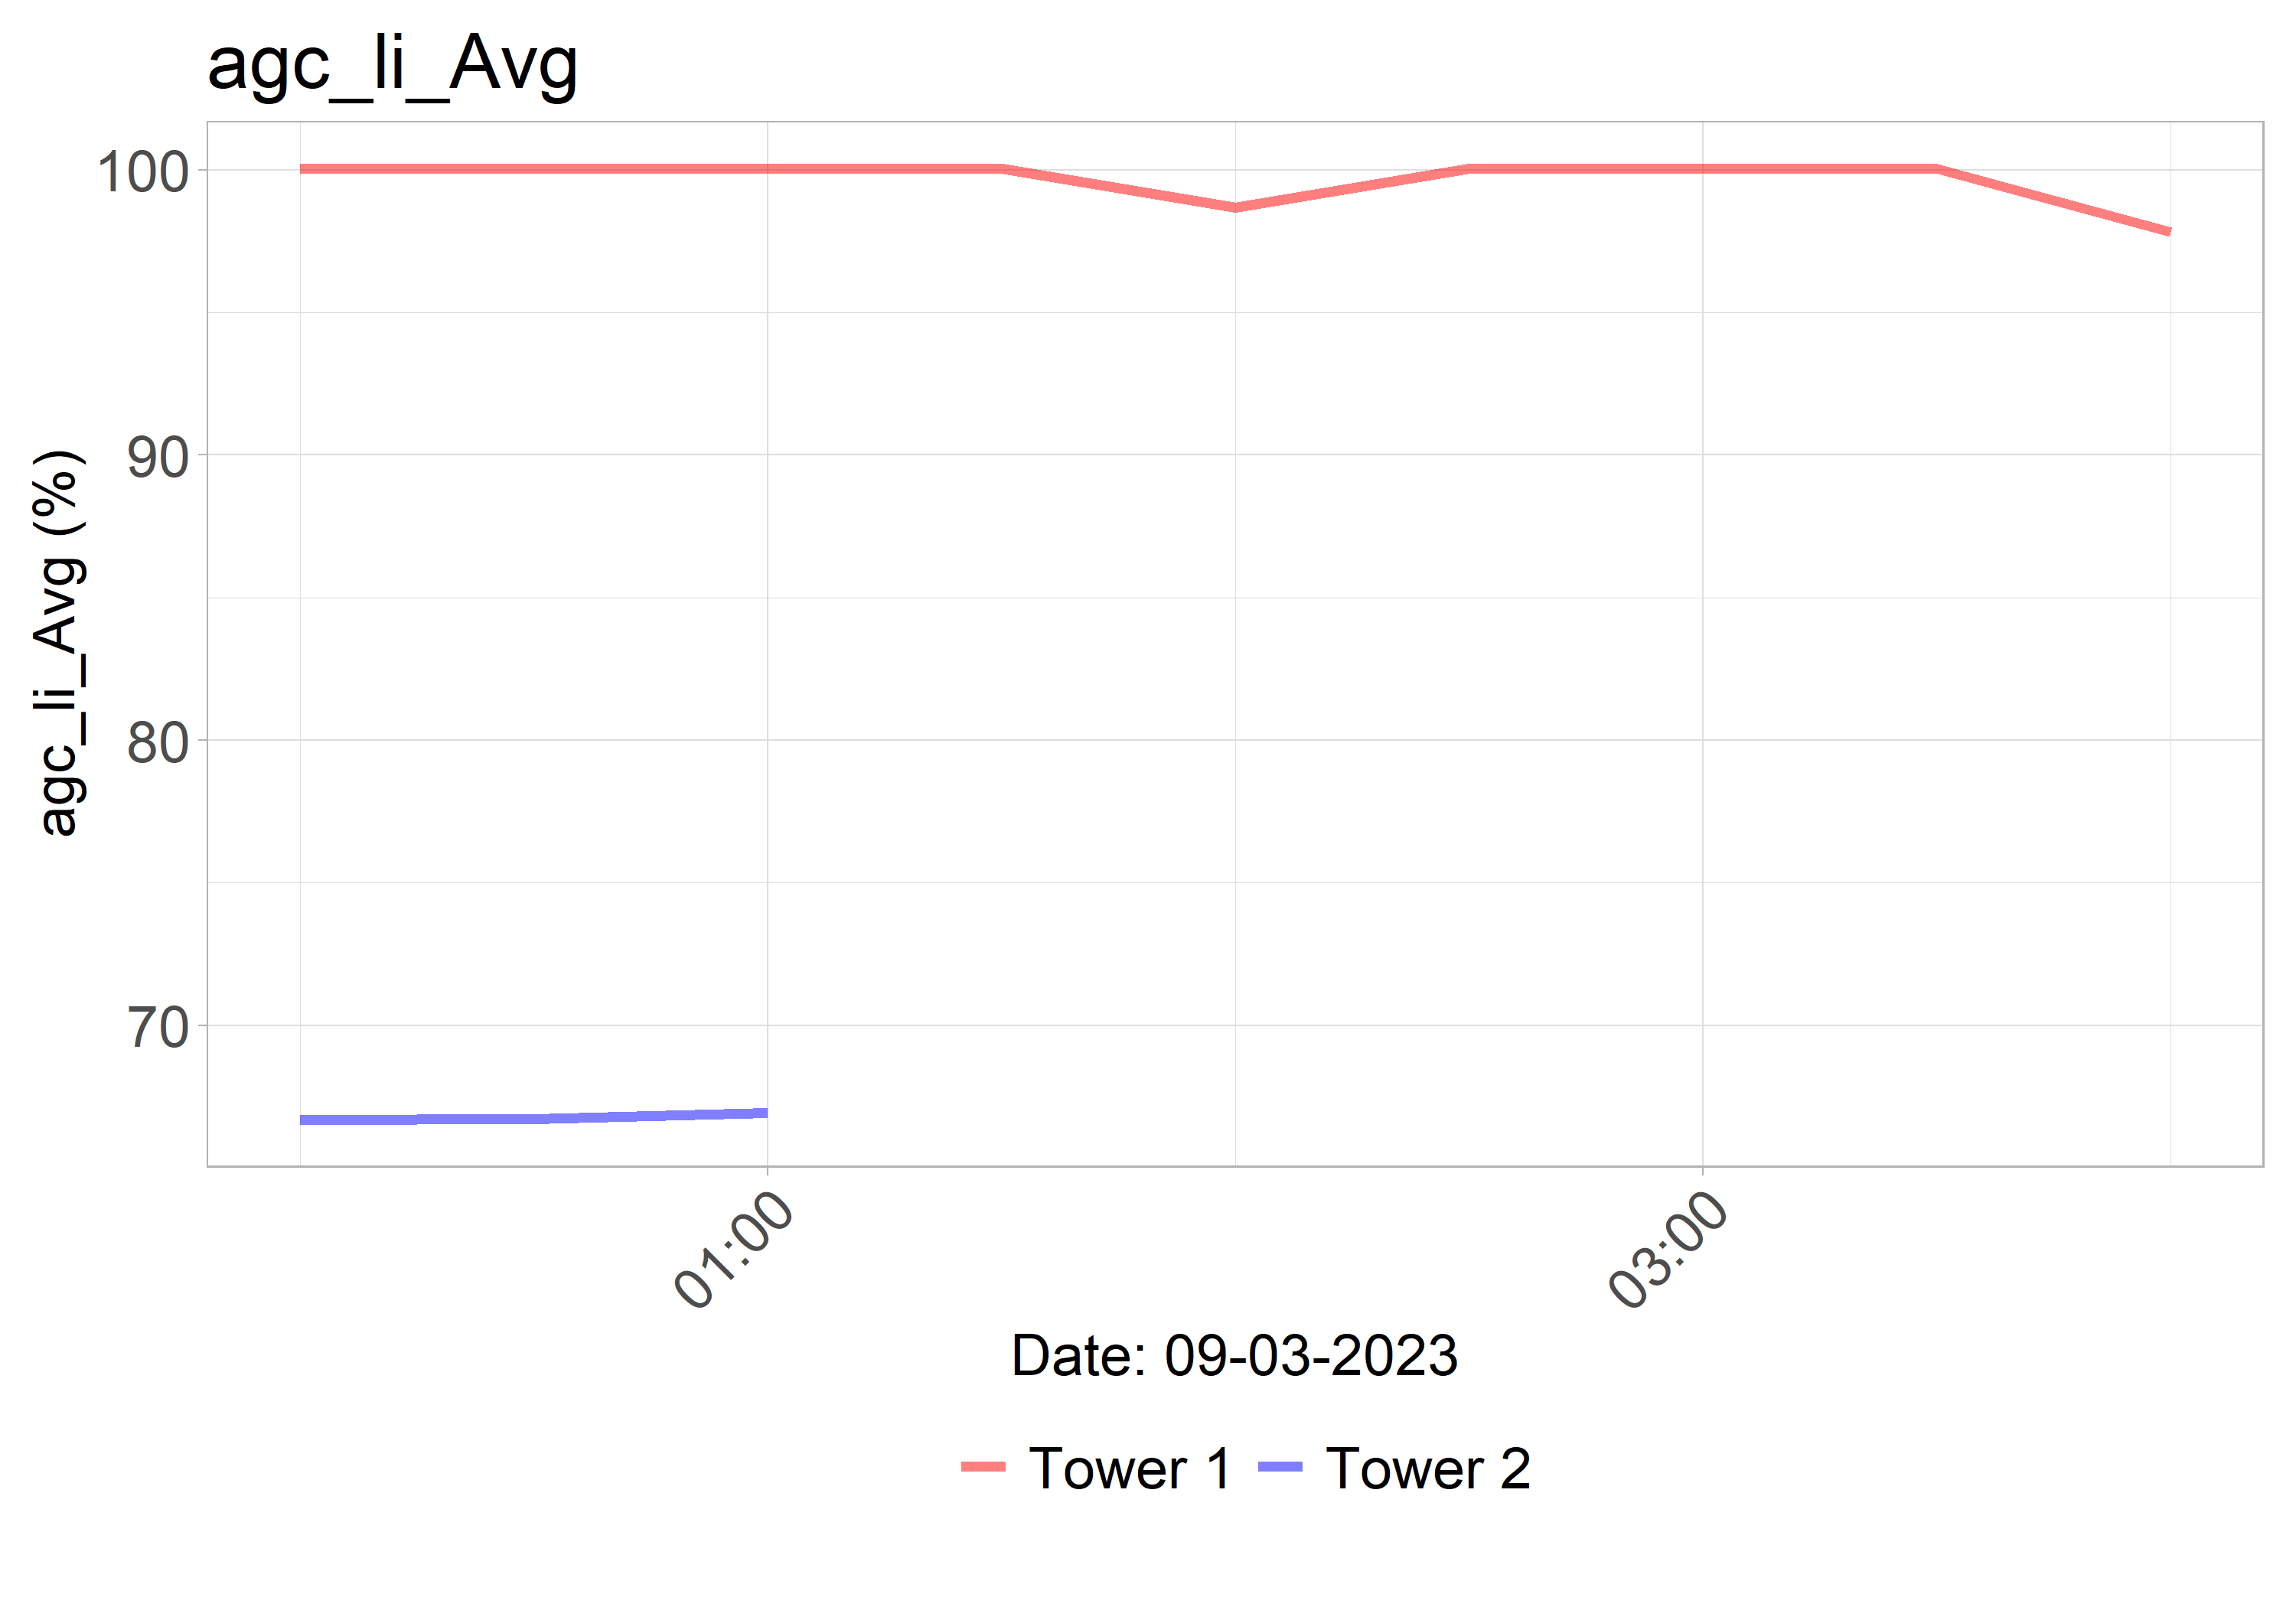 agc_li_Avg
agc_li_Avg (%)
100
90
80
70
01:00
03:00
Date: 09-03-2023
Tower 1
Tower 2